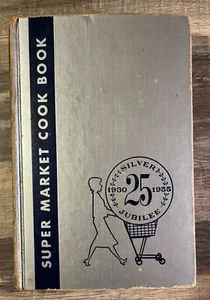 SUPER MARKET COOK BOOK
SILVER
1930 25 1955
JUBILEE